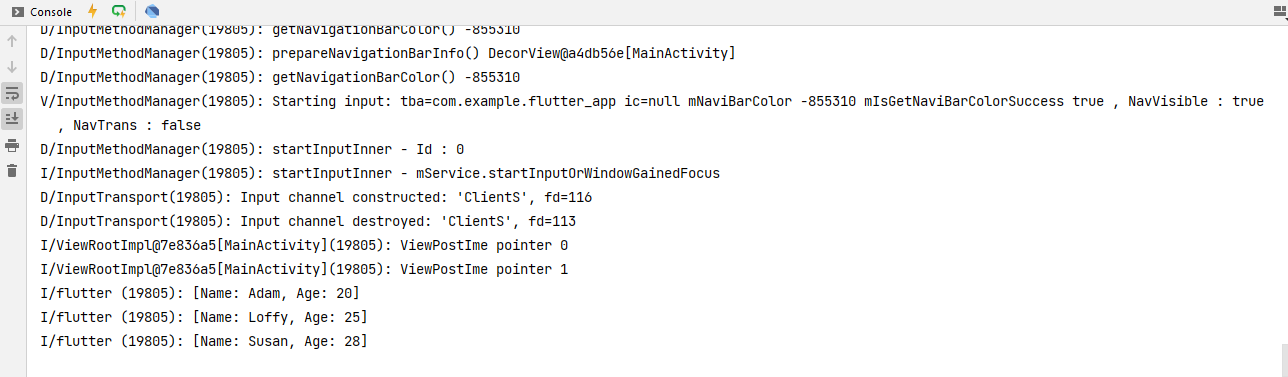 Console
D/InputMethodManager(19805): getNavigationBarColor() -855310
D/InputMethodManager(19805): prepareNavigationBarInfo() DecorView@a4db56e[MainActivity]
D/InputMethodManager(19805): getNavigationBarColor() -855310
V/InputMethodManager(19805): Starting input: tba=com.example.flutter_app ic=null mNaviBarColor -855310 mIsGetNaviBarColorSuccess true , NavVisible : true
, NavTrans : false
D/InputMethodManager(19805): startInputInner - Id : 0
I/InputMethodManager(19805): startInputInner - mService.startInputOrWindowGainedFocus
D/InputTransport(19805): Input channel constructed: 'ClientS', fd=116
D/InputTransport(19805): Input channel destroyed: 'ClientS', fd=113
I/ViewRootImpl@7e836a5[MainActivity](19805): ViewPostIme pointer 0
I/ViewRootImpl@7e836a5[MainActivity](19805): ViewPostIme pointer 1
I/flutter (19805): [Name: Adam, Age: 20]
I/flutter (19805): [Name: Loffy, Age: 25]
I/flutter (19805): [Name: Susan, Age: 28]